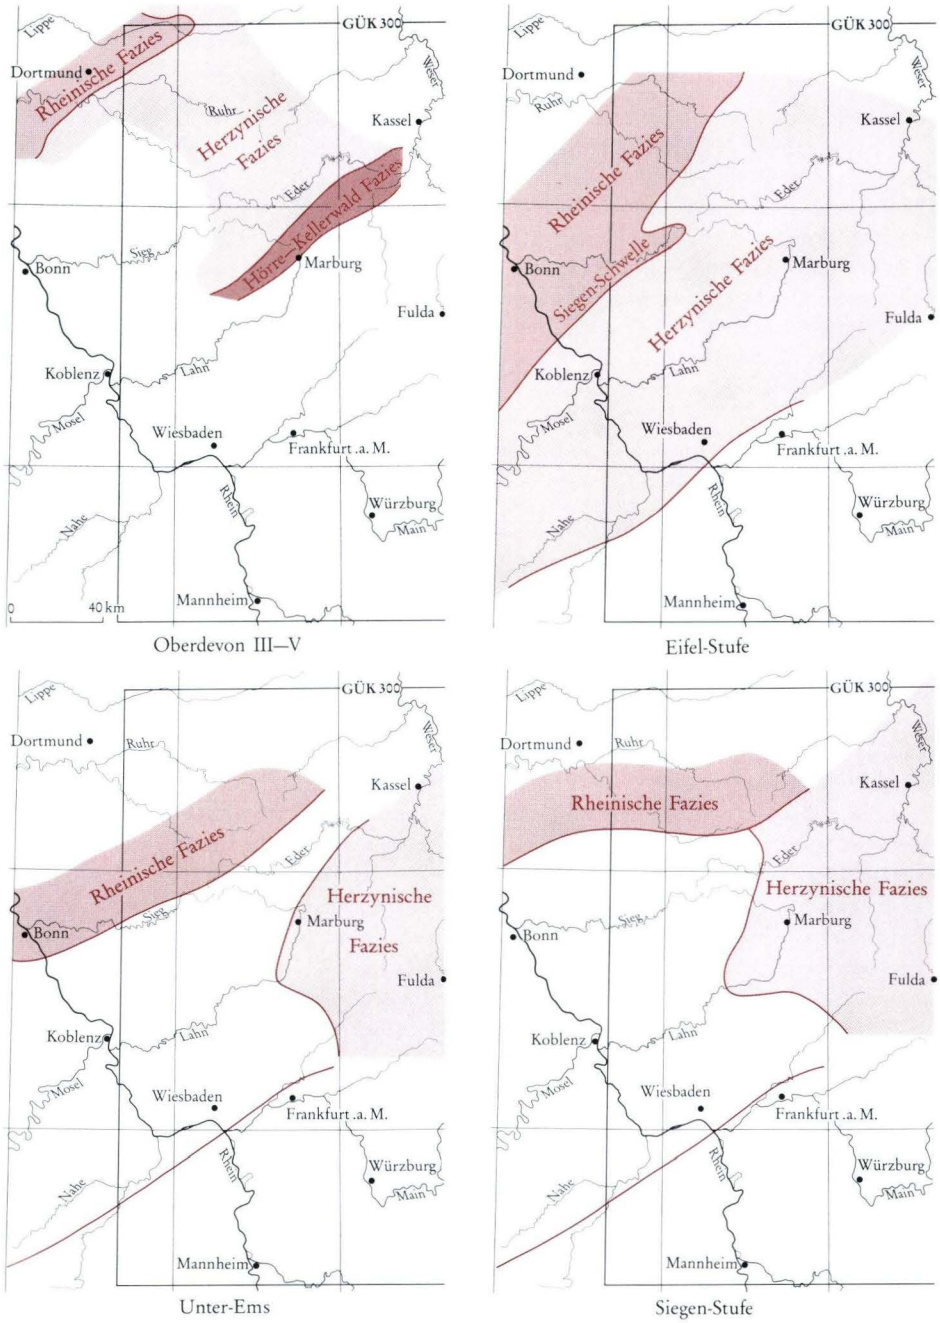 GÜK 300
Lippe
Rheinische Fazies
Dortmund
Weser
Ruhr
Herzynische
Fazies
Kassel
Eder
Hörre—Kellerwald Fazies
Sieg
Bonn
Marburg
Fulda
Koblenz
Lahn
Mosel
Wiesbaden
Frankfurt .a.M.
Rhein
Würzburg
Nahe
Main
Mannheim
0 40 km
Oberdevon III—V
GÜK 300
Lippe
Dortmund
Weser
Ruhr
Kassel
Rheinische Fazies
Eder
Siegen-Schwelle
Herzynische Fazies
Bonn
Marburg
Fulda
Koblenz
Lahn
Mosel
Wiesbaden
Frankfurt .a.M.
Rhein
Würzburg
Nahe
Main
Mannheim
Eifel-Stufe
GÜK 300
Lippe
Dortmund
Ruhr
Weser
Kassel
Rheinische Fazies
Eder
Herzynische
Fazies
Sieg
Marburg
Bonn
Fulda
Koblenz
Lahn
Mosel
Wiesbaden
Frankfurt .a.M.
Rhein
Würzburg
Nahe
Main
Mannheim
Unter-Ems
GÜK 300
Lippe
Dortmund
Ruhr
Weser
Kassel
Rheinische Fazies
Eder
Herzynische Fazies
Sieg
Marburg
Bonn
Fulda
Koblenz
Lahn
Mosel
Wiesbaden
Frankfurt .a.M.
Rhein
Würzburg
Nahe
Main
Mannheim
Siegen-Stufe